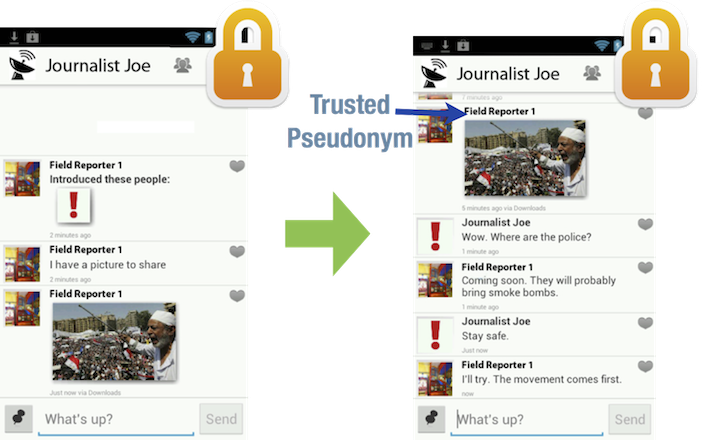 Journalist Joe
Field Reporter 1
Introduced these people:
2 minutes ago
Field Reporter 1
I have a picture to share
2 minutes ago
Field Reporter 1
Just now via Downloads
What's up?
Send
Trusted
Pseudonym
Journalist Joe
7 minutes ago
Field Reporter 1
5 minutes ago via Downloads
Journalist Joe
Wow. Where are the police?
1 minute ago
Field Reporter 1
Coming soon. They will probably
bring smoke bombs.
1 minute ago
Journalist Joe
Stay safe.
Just now
Field Reporter 1
I'll try. The movement comes first.
now
What's up?
Send